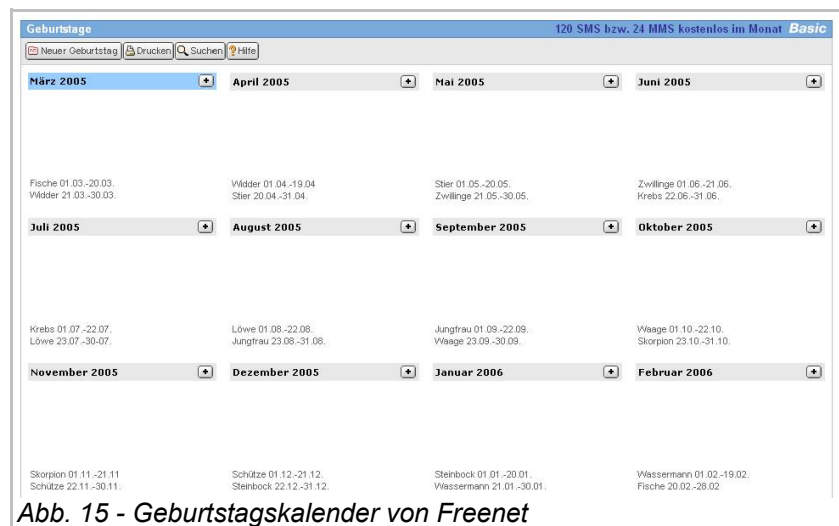 Geburtstage 120 SMS bzw. 24 MMS kostenlos im Monat Basic
Neuer Geburtstag Drucken Suchen Hilfe
März 2005 + April 2005 + Mai 2005 + Juni 2005 +
Fische 01.03.-20.03. Widder 01.04.-19.04 Stier 01.05.-20.05. Zwillinge 01.06.-21.06.
Widder 21.03.-30.03. Stier 20.04.-31.04. Zwillinge 21.05.-30.05. Krebs 22.06.-31.06.
Juli 2005 + August 2005 + September 2005 + Oktober 2005 +
Krebs 01.07.-22.07. Löwe 01.08.-22.08. Jungfrau 01.09.-22.09. Waage 01.10.-22.10.
Löwe 23.07.-30-07. Jungfrau 23.08.-31.08. Waage 23.09.-30.09. Skorpion 23.10.-31.10.
November 2005 + Dezember 2005 + Januar 2006 + Februar 2006 +
Skorpion 01.11.-21.11 Schütze 01.12.-21.12. Steinbock 01.01.-20.01. Wassermann 01.02.-19.02.
Schütze 22.11.-30.11. Steinbock 22.12.-31.12. Wassermann 21.01.-30.01. Fische 20.02.-28.02
Abb. 15 - Geburtstagskalender von Freenet